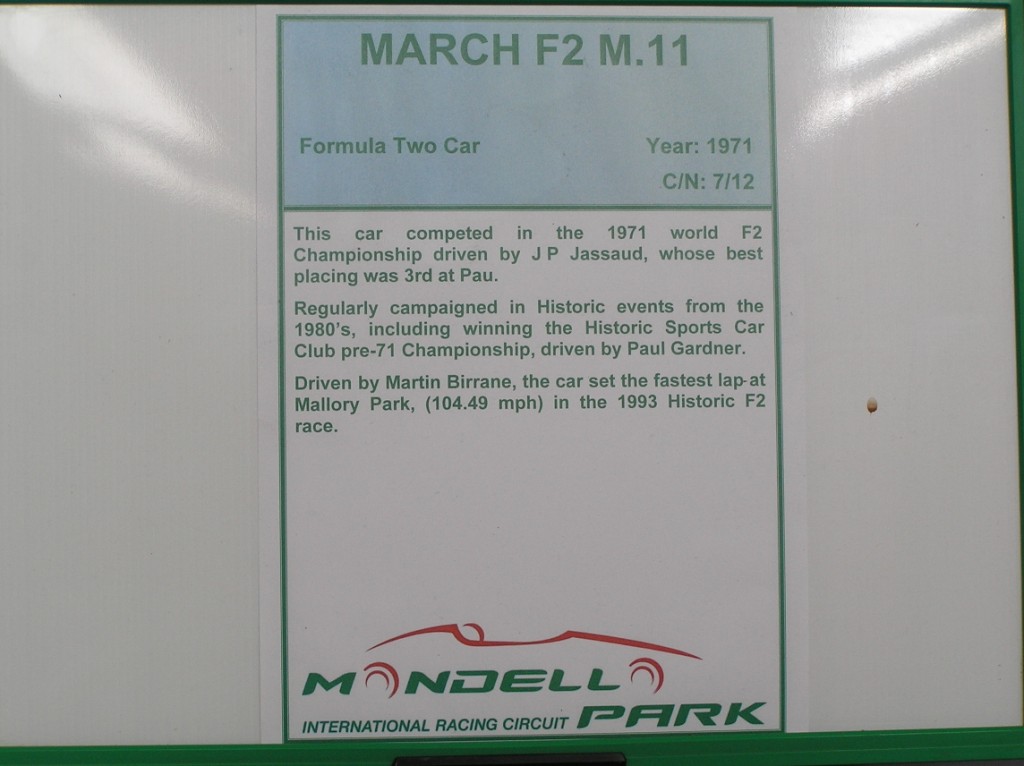 MARCH F2 M.11
Formula Two Car Year: 1971
C/N: 7/12
This car competed in the 1971 world F2
Championship driven by J P Jassaud, whose best
placing was 3rd at Pau.
Regularly campaigned in Historic events from the
1980's, including winning the Historic Sports Car
Club pre-71 Championship, driven by Paul Gardner.
Driven by Martin Birrane, the car set the fastest lap at
Mallory Park, (104.49 mph) in the 1993 Historic F2
race.
MONDELLO
INTERNATIONAL RACING CIRCUIT PARK